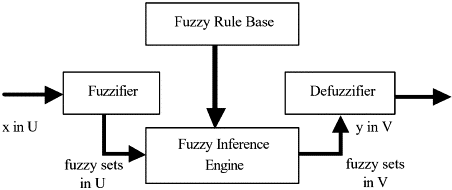 Fuzzy Rule Base
Fuzzifier
Defuzzifier
x in U
y in V
fuzzy sets
in U
Fuzzy Inference
Engine
fuzzy sets
in V